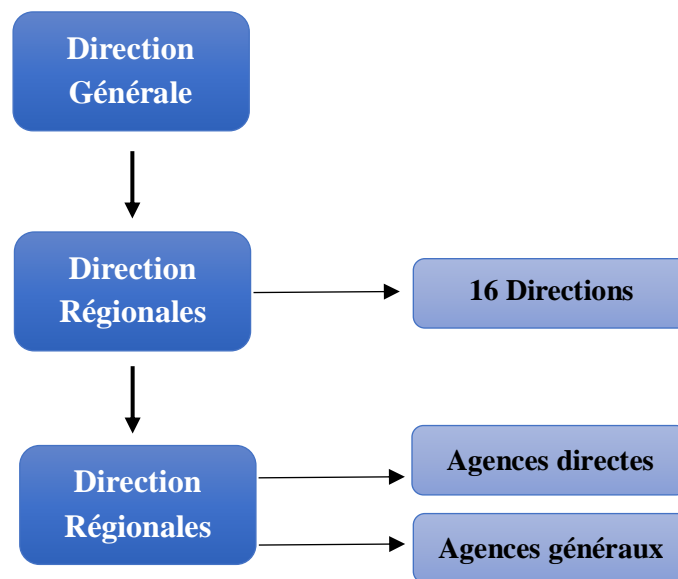 Direction
Générale
Direction
Régionales
16 Directions
Direction
Régionales
Agences directes
Agences généraux